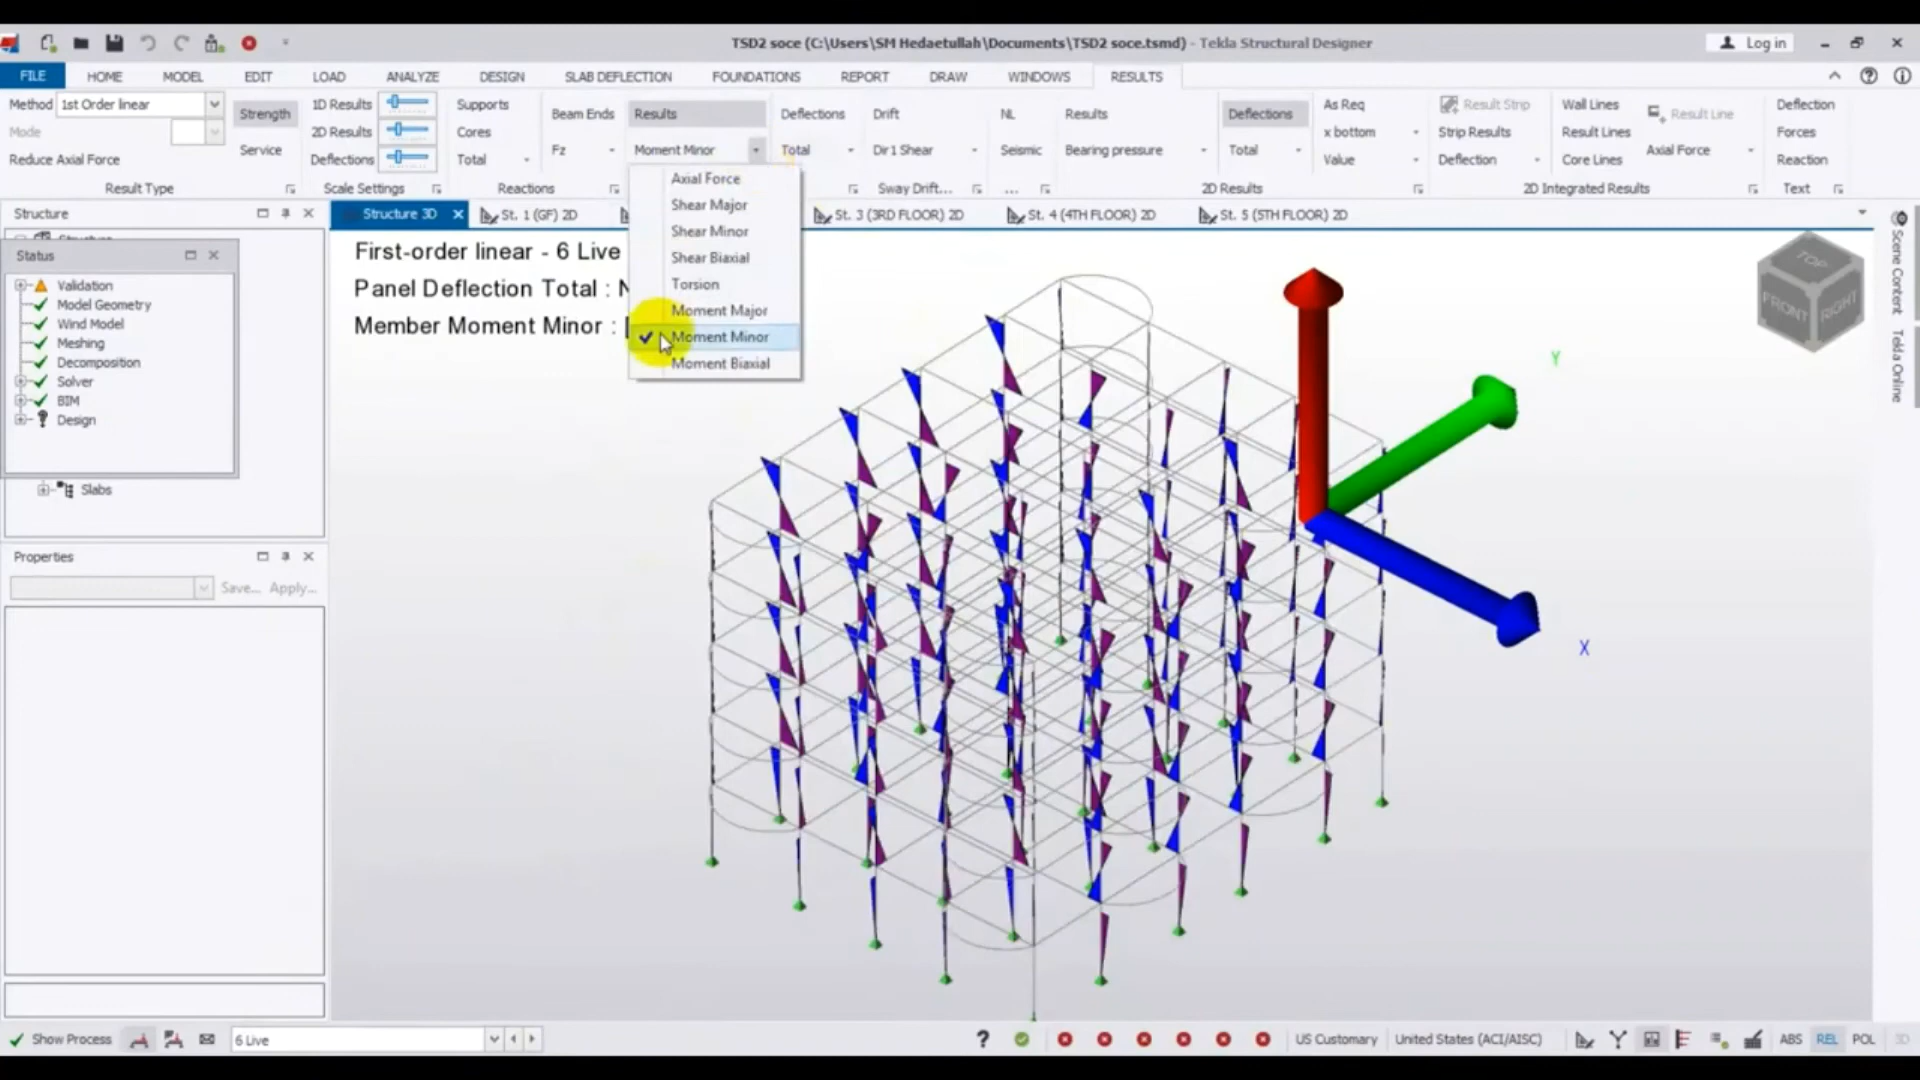 TSD2 soce (C:\Users\SM Hedaetullah\Documents\TSD2 soce.tsmd) - Tekla Structural Designer
Log in
FILE HOME MODEL EDIT LOAD ANALYZE DESIGN SLAB DEFLECTION FOUNDATIONS REPORT DRAW WINDOWS RESULTS
Method 1st Order linear
Mode
Reduce Axial Force
Result Type
Strength
Service
1D Results
2D Results
Deflections
Scale Settings
Supports
Cores
Total
Reactions
Beam Ends
Fz
Results
Moment Minor
Deflections
Total
Drift
Dir1 Shear
Sway Drift...
NL
Seismic
...
Results
Bearing pressure
Deflections
Total
2D Results
As Req
x bottom
Value
Result Strip
Strip Results
Deflection
Wall Lines
Result Lines
Core Lines
Result Line
Axial Force
2D Integrated Results
Deflection
Forces
Reaction
Text
Axial Force
Shear Major
Shear Minor
Shear Biaxial
Torsion
Moment Major
Moment Minor
Moment Biaxial
Structure
Structure 3D
St. 1 (GF) 2D
St. 3 (3RD FLOOR) 2D
St. 4 (4TH FLOOR) 2D
St. 5 (5TH FLOOR) 2D
Structure
Status
Validation
Model Geometry
Wind Model
Meshing
Decomposition
Solver
BIM
Design
Slabs
First-order linear - 6 Live
Panel Deflection Total : N
Member Moment Minor : [
TOP
FRONT
RIGHT
Y
X
Scene Content
Tekla Online
Properties
Save... Apply...
Show Process
6 Live
US Customary
United States (ACI/AISC)
ABS REL POL 3D